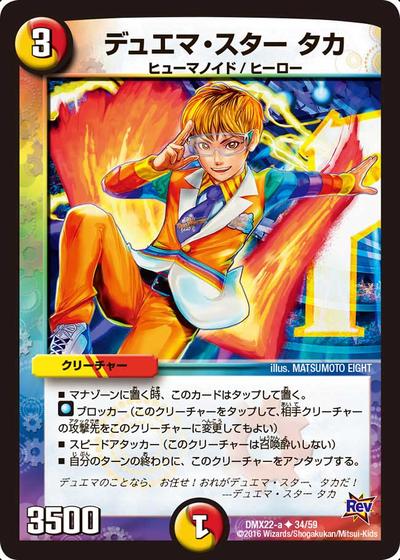 3
デュエマ・スター タカ
ヒューマノイド / ヒーロー
illus. MATSUMOTO EIGHT
クリーチャー
■ マナゾーンに置く時、このカードはタップして置く。
ブロッカー(このクリーチャーをタップして、相手クリーチャー
の攻撃先をこのクリーチャーに変更してもよい)
■ スピードアタッカー(このクリーチャーは召喚酔いしない)
■ 自分のターンの終わりに、このクリーチャーをアンタップする。
デュエマのことなら、お任せ!おれがデュエマ・スター、タカだ!
---デュエマ・スター タカ
Rev
3500
1
DMX22-a ◆ 34/59
©2016 Wizards/Shogakukan/Mitsui-Kids